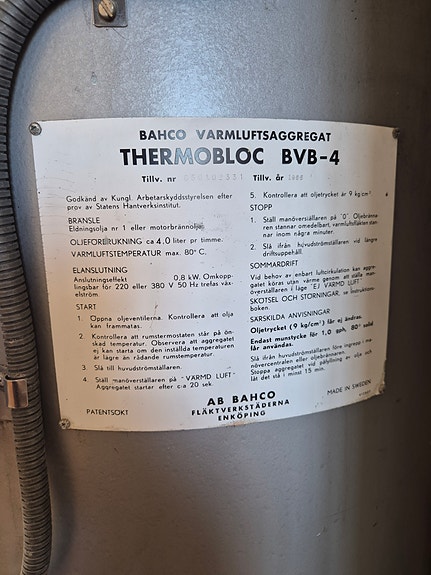 BAHCO VARMLUFTSAGGREGAT
THERMOBLOC BVB-4
Tillv. nr Tillv. år
Godkänd av Kungl. Arbetarskyddsstyrelsen efter
prov av Statens Hantverksinstitut.
BRÄNSLE
Eldningsolja nr 1 eller motorbrännolja
OLJEFÖRBRUKNING ca 4,0 liter pr timme.
VARMLUFTSTEMPERATUR max. 80° C.
ELANSLUTNING
Anslutningseffekt 0.8 kW. Omkopp-
lingsbar för 220 eller 380 V 50 Hz trefas väx-
elström
START
1. Öppna oljeventilerna. Kontrollera att olja
kan frammatas.
2. Kontrollera att rumstermostaten står på ön-
skad temperatur. Observera att aggregatet
ej kan starta om den inställda temperaturen
är lägre än rådande rumstemperatur.
3. Slå till huvudströmställaren.
4. Ställ manöverställaren på "VARMD LUFT"
Aggregatet startar efter c:a 20 sek.
PATENTSÖKT
5. Kontrollera att oljetrycket är 9 kg/cm²
STOPP
1. Ställ manöverställaren på "0". Oljebränna-
ren stannar omedelbart, varmluftsfläkten stan-
nar inom några minuter.
2. Slå ifrån huvudströmställaren vid längre
driftsuppehåll.
SOMMARDRIFT
Vid behov av enbart luftcirkulation kan agg-
gatet köras utan värme genom att ställa man-
överställaren i läge "EJ VÄRMD LUFT"
SKÖTSEL OCH STÖRNINGAR, se instruktions-
boken.
SÄRSKILDA ANVISNINGAR
Oljetrycket (9 kg/cm²) får ej ändras.
Endast munstycke för 1,0 gph, 80° solid
får användas.
Slå ifrån huvudströmställaren före ingrepp i ma-
növercentralen eller oljebrännaren.
Stoppa aggregatet vid påfyllning av olja och
låt det stå i minst 15 min.
AB BAHCO
FLÄKTVERKSTÄDERNA
ENKÖPING
MADE IN SWEDEN